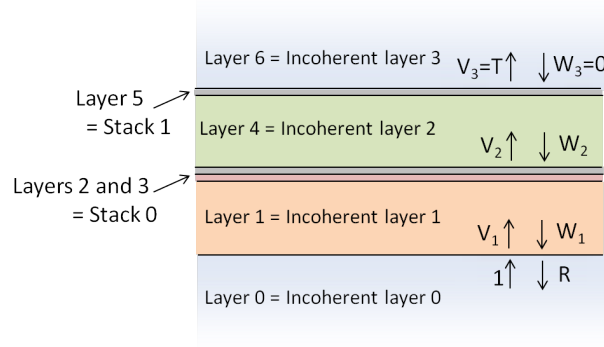 Layer 6 = Incoherent layer 3
V₃=T↑ ↓W₃=0
Layer 5
= Stack 1
Layer 4 = Incoherent layer 2
V₂↑ ↓W₂
Layers 2 and 3
= Stack 0
Layer 1 = Incoherent layer 1
V₁↑ ↓W₁
1↑ ↓R
Layer 0 = Incoherent layer 0